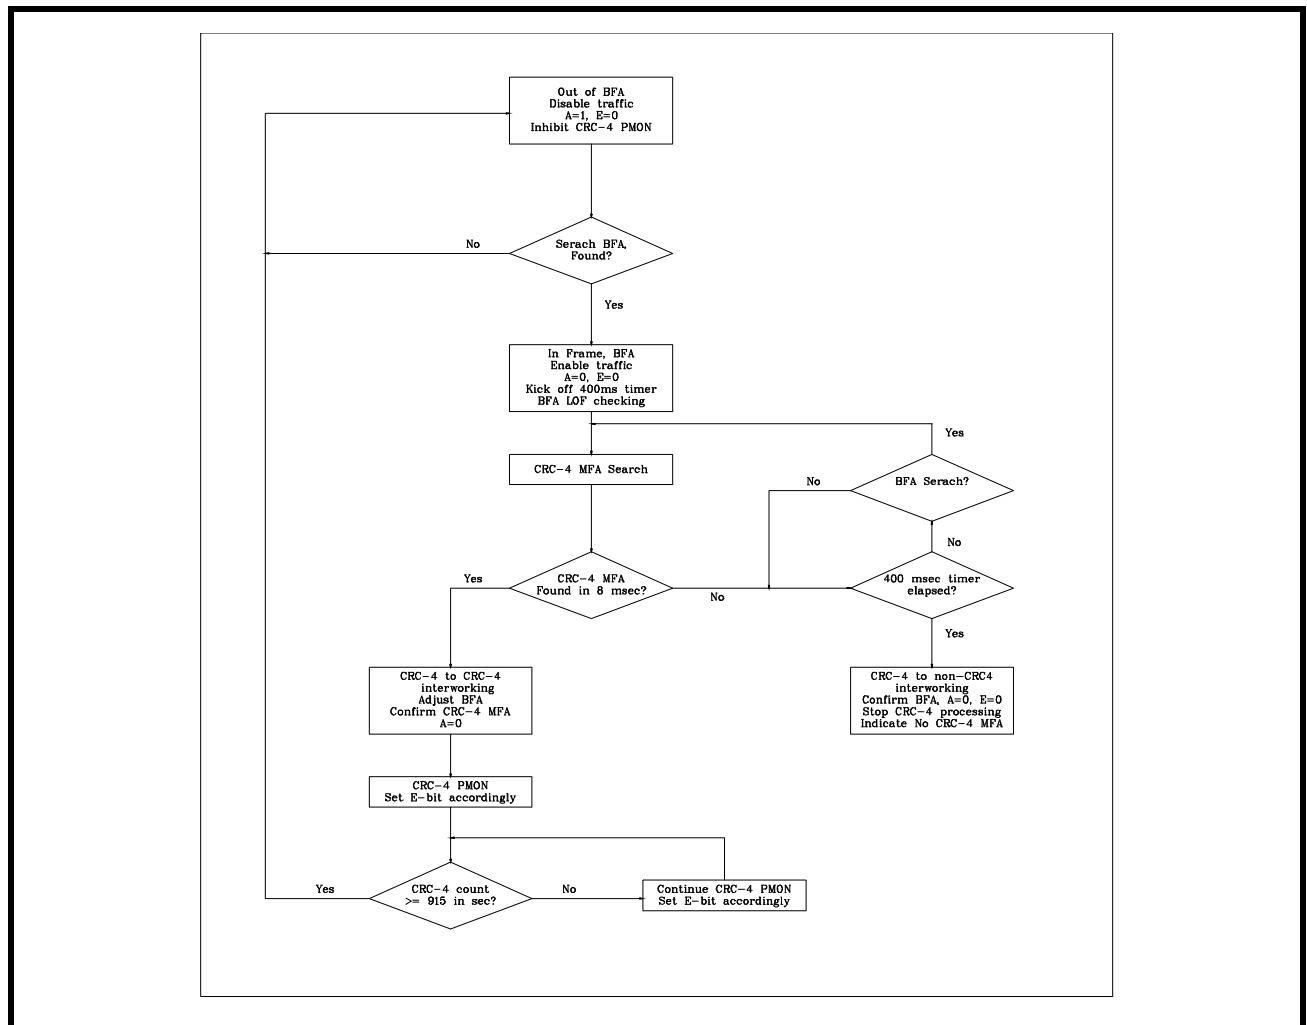 Out of BFA
Disable traffic
A=1, E=0
Inhibit CRC-4 PMON
No
Serach BFA,
Found?
Yes
In Frame, BFA
Enable traffic
A=0, E=0
Kick off 400ms timer
BFA LOF checking
Yes
CRC-4 MFA Search
No
BFA Serach?
No
Yes
CRC-4 MFA
Found in 8 msec?
No
400 msec timer
elapsed?
Yes
CRC-4 to CRC-4
interworking
Adjust BFA
Confirm CRC-4 MFA
A=0
CRC-4 to non-CRC4
interworking
Confirm BFA, A=0, E=0
Stop CRC-4 processing
Indicate No CRC-4 MFA
CRC-4 PMON
Set E-bit accordingly
Yes
CRC-4 count
>= 915 in sec?
No
Continue CRC-4 PMON
Set E-bit accordingly